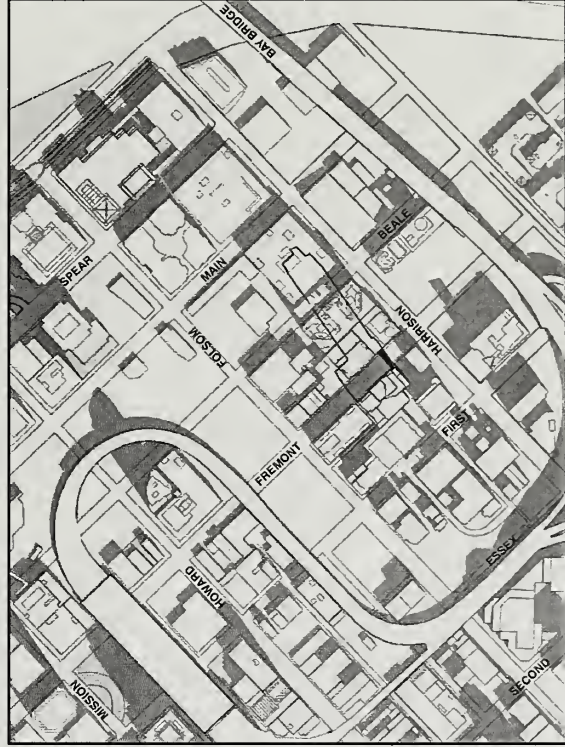 BAY BRIDGE
SPEAR
MAIN
BEALE
FOLSOM
HARRISON
FREMONT
FIRST
HOWARD
ESSEX
MISSION
SECOND